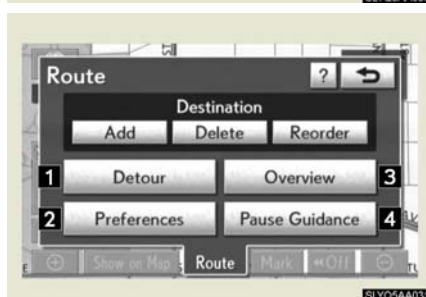 Route ?
Destination
Add Delete Reorder
1 Detour Overview 3
2 Preferences Pause Guidance 4
Show on Map Route Mark Off